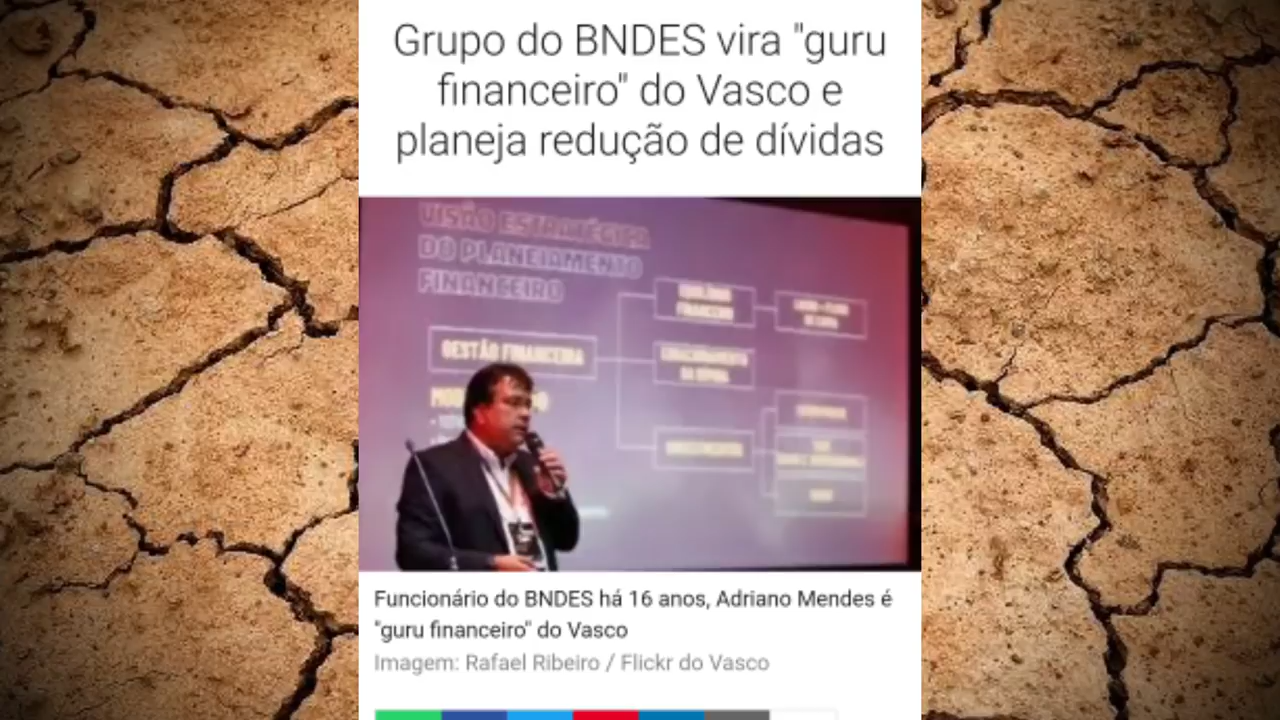 Grupo do BNDES vira "guru
financeiro" do Vasco e
planeja redução de dívidas
VISÃO ESTRATÉGICA
DO PLANEJAMENTO
FINANCEIRO
GESTÃO FINANCEIRA
Funcionário do BNDES há 16 anos, Adriano Mendes é
"guru financeiro" do Vasco
Imagem: Rafael Ribeiro / Flickr do Vasco